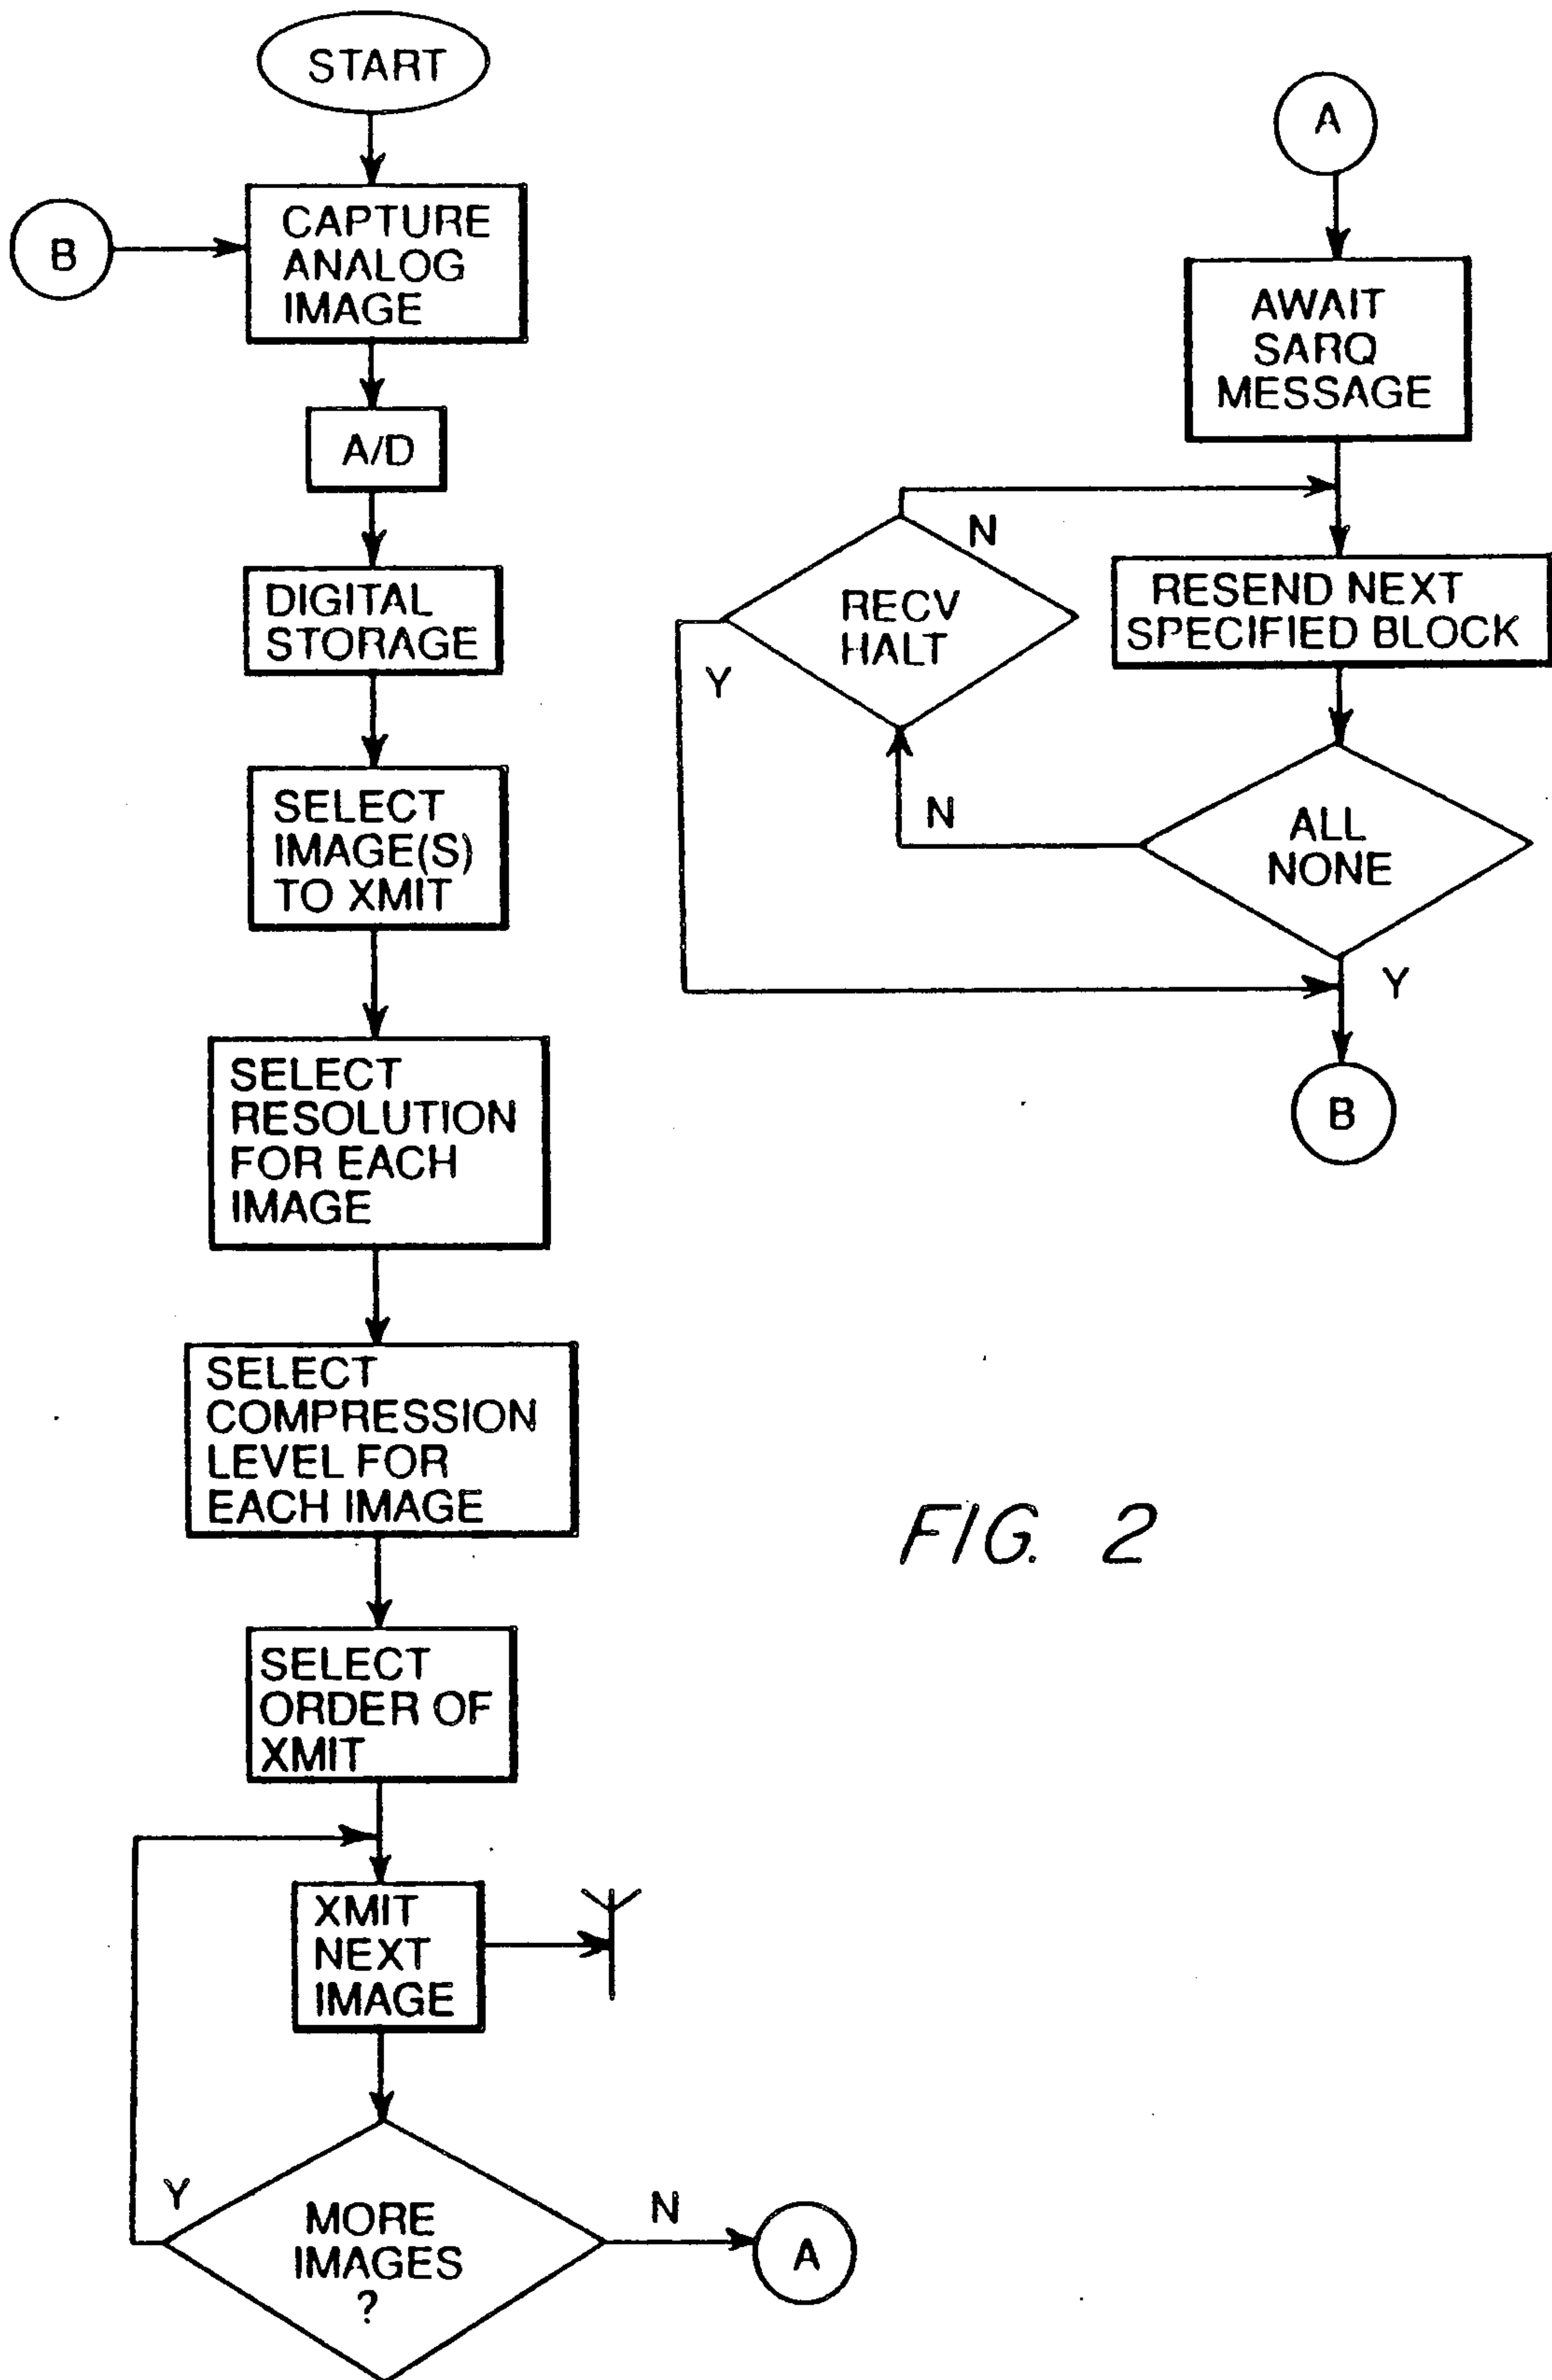 START
B
CAPTURE
ANALOG
IMAGE
A/D
DIGITAL
STORAGE
SELECT
IMAGE(S)
TO XMIT
SELECT
RESOLUTION
FOR EACH
IMAGE
SELECT
COMPRESSION
LEVEL FOR
EACH IMAGE
SELECT
ORDER OF
XMIT
XMIT
NEXT
IMAGE
Y
MORE
IMAGES
?
N
A
A
AWAIT
SARQ
MESSAGE
N
RECV
HALT
Y
RESEND NEXT
SPECIFIED BLOCK
N
ALL
NONE
Y
B
FIG. 2